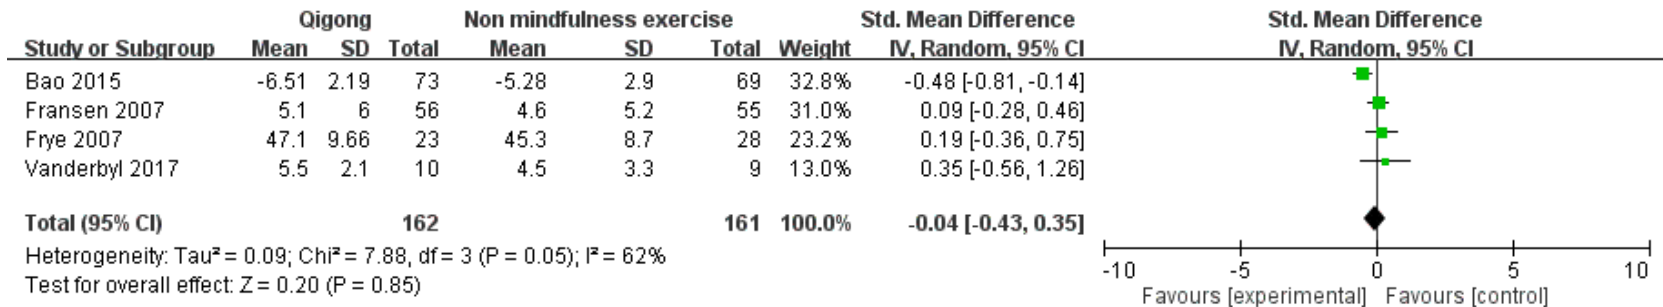 Qigong Non mindfulness exercise Std. Mean Difference Std. Mean Difference
Study or Subgroup Mean SD Total Mean SD Total Weight IV, Random, 95% CI IV, Random, 95% CI
Bao 2015 -6.51 2.19 73 -5.28 2.9 69 32.8% -0.48 [-0.81, -0.14]
Fransen 2007 5.1 6 56 4.6 5.2 55 31.0% 0.09 [-0.28, 0.46]
Frye 2007 47.1 9.66 23 45.3 8.7 28 23.2% 0.19 [-0.36, 0.75]
Vanderbyl 2017 5.5 2.1 10 4.5 3.3 9 13.0% 0.35 [-0.56, 1.26]
Total (95% CI) 162 161 100.0% -0.04 [-0.43, 0.35]
Heterogeneity: Tau² = 0.09; Chi² = 7.88, df = 3 (P = 0.05); I² = 62%
Test for overall effect: Z = 0.20 (P = 0.85)
-10 -5 0 5 10
Favours [experimental] Favours [control]